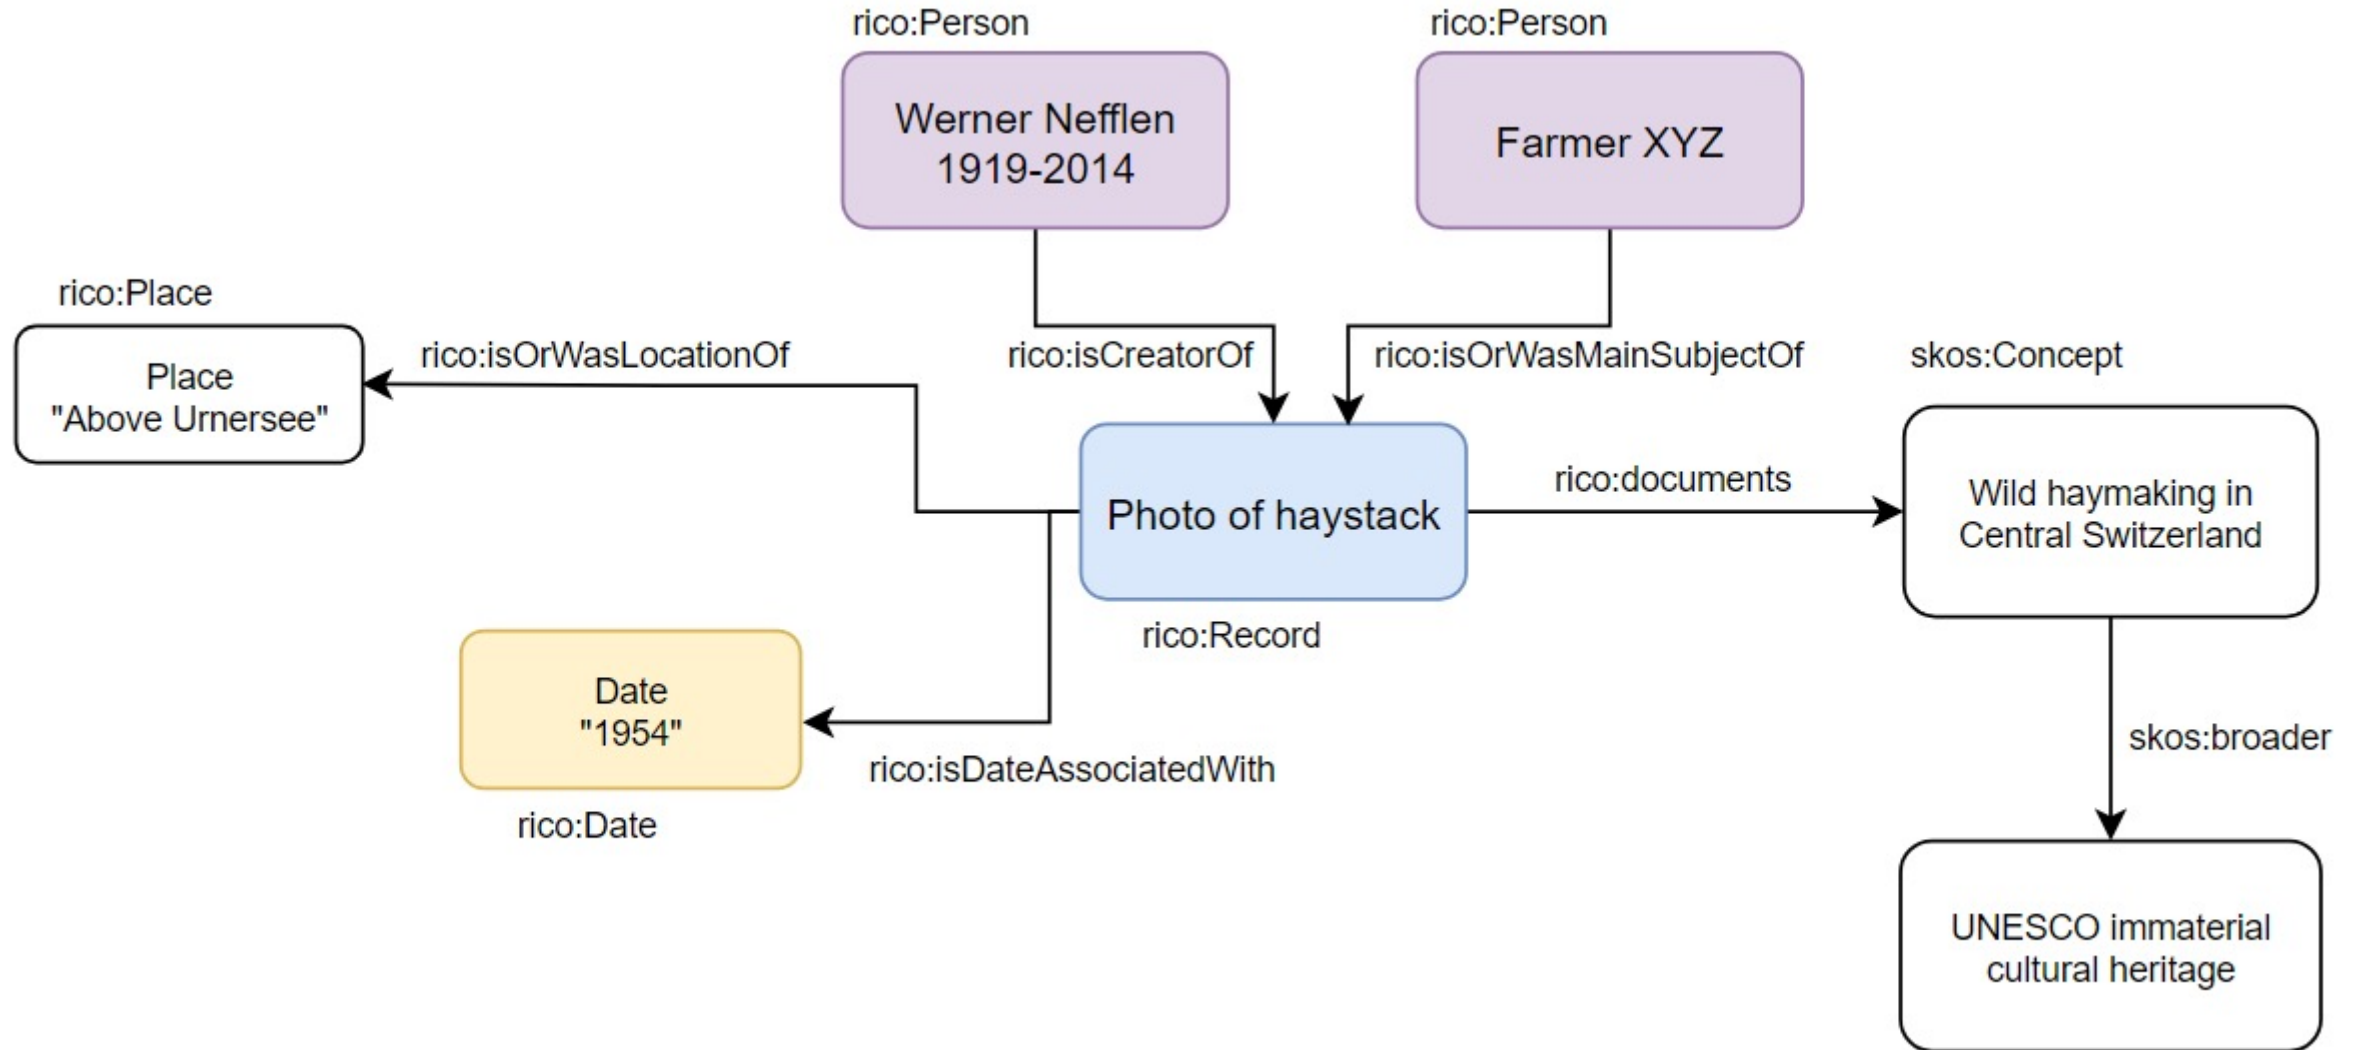 rico:Person
rico:Person
Werner Nefflen
1919-2014
Farmer XYZ
rico:Place
Place
"Above Urnersee"
rico:isOrWasLocationOf
rico:isCreatorOf
rico:isOrWasMainSubjectOf
skos:Concept
Photo of haystack
rico:documents
Wild haymaking in
Central Switzerland
rico:Record
Date
"1954"
rico:isDateAssociatedWith
rico:Date
skos:broader
UNESCO immaterial
cultural heritage